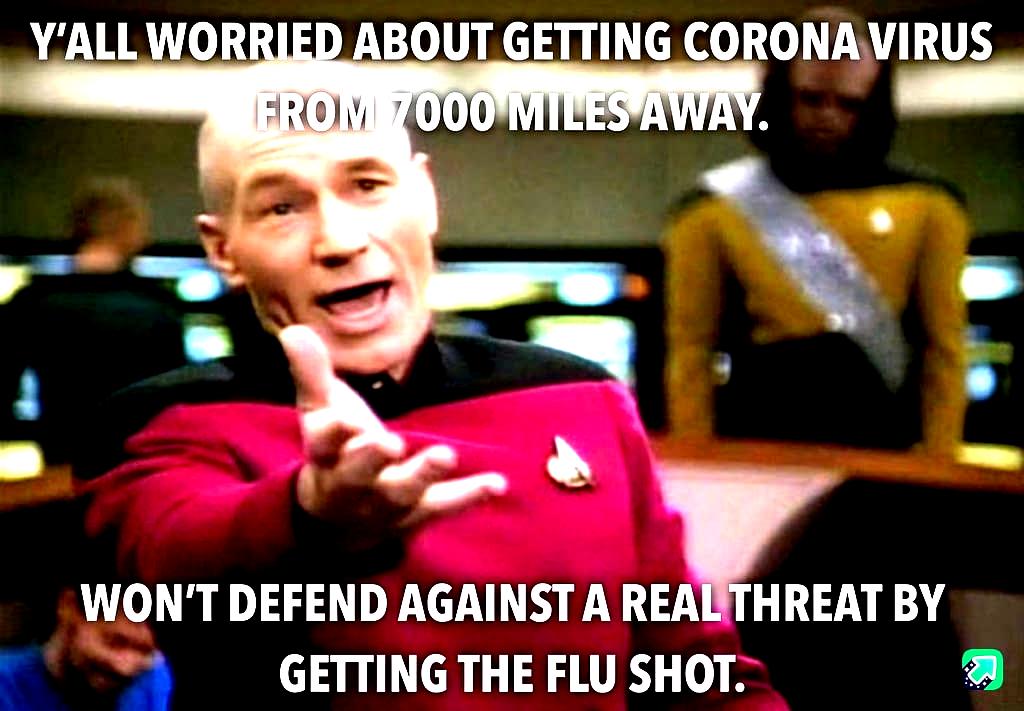 Y'ALL WORRIED ABOUT GETTING CORONA VIRUS
FROM 7000 MILES AWAY.
WON'T DEFEND AGAINST A REAL THREAT BY
GETTING THE FLU SHOT.